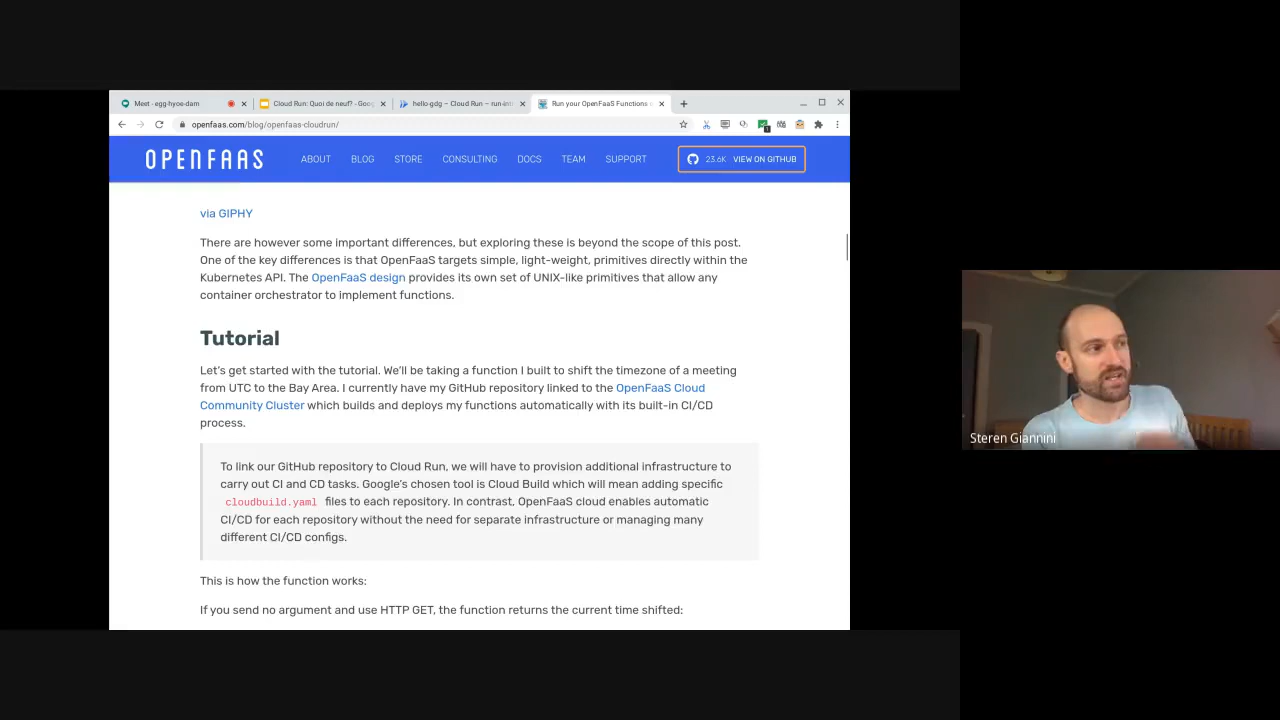 Meet - egg-hyoe-dam
Cloud Run: Quoi de neuf? - Goog
hello-gdg – Cloud Run – run-intr
Run your OpenFaaS Functions o
openfaas.com/blog/openfaas-cloudrun/
OPENFAAS
ABOUT BLOG STORE CONSULTING DOCS TEAM SUPPORT 23.6K VIEW ON GITHUB
via GIPHY
There are however some important differences, but exploring these is beyond the scope of this post.
One of the key differences is that OpenFaaS targets simple, light-weight, primitives directly within the
Kubernetes API. The OpenFaaS design provides its own set of UNIX-like primitives that allow any
container orchestrator to implement functions.
Tutorial
Let's get started with the tutorial. We'll be taking a function I built to shift the timezone of a meeting
from UTC to the Bay Area. I currently have my GitHub repository linked to the OpenFaaS Cloud
Community Cluster which builds and deploys my functions automatically with its built-in CI/CD
process.
To link our GitHub repository to Cloud Run, we will have to provision additional infrastructure to
carry out CI and CD tasks. Google's chosen tool is Cloud Build which will mean adding specific
cloudbuild.yaml files to each repository. In contrast, OpenFaaS cloud enables automatic
CI/CD for each repository without the need for separate infrastructure or managing many
different CI/CD configs.
This is how the function works:
If you send no argument and use HTTP GET, the function returns the current time shifted:
Steren Giannini